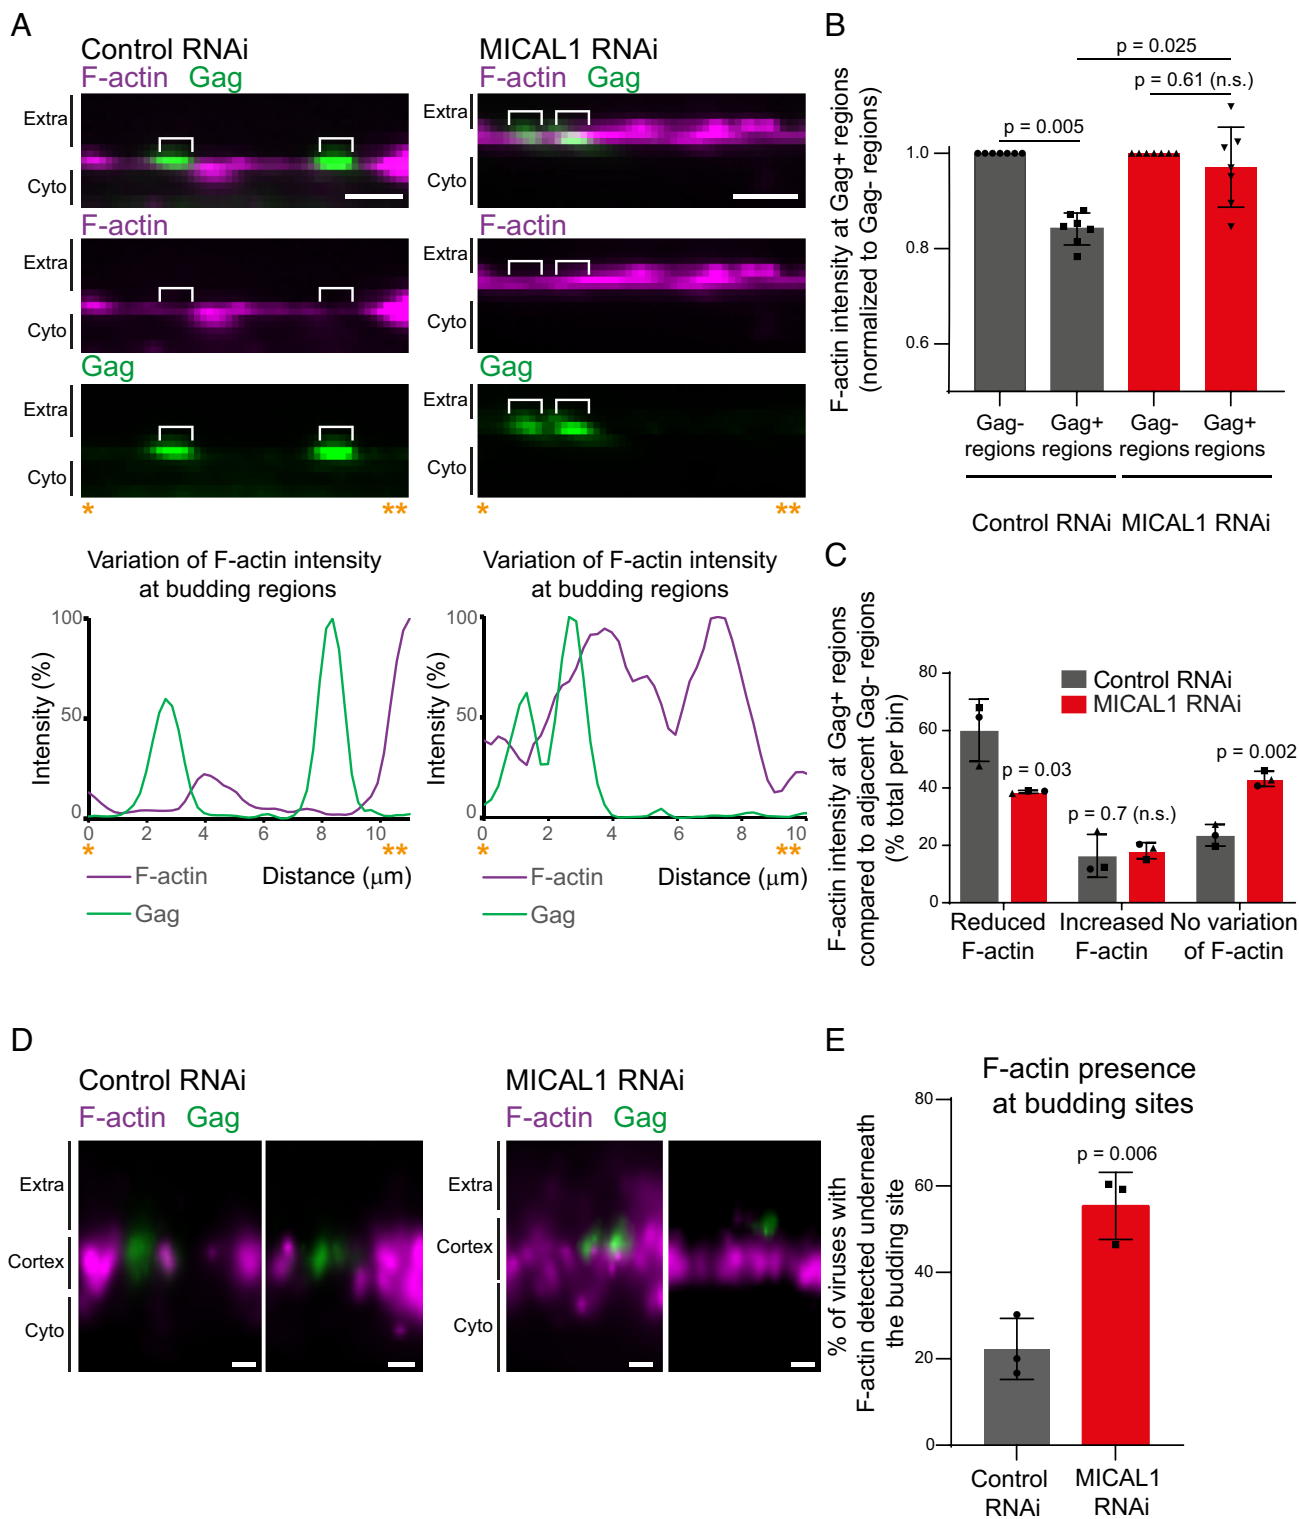 A
Control RNAi
F-actin Gag
Extra
Cyto
F-actin
Extra
Cyto
Gag
Extra
Cyto
* **
MICAL1 RNAi
F-actin Gag
Extra
Cyto
F-actin
Extra
Cyto
Extra
Cyto
* **
Variation of F-actin intensity
at budding regions
Intensity (%)
100
50
0
0 2 4 6 8 10
* **
F-actin
Gag
Distance (μm)
Variation of F-actin intensity
at budding regions
Intensity (%)
100
50
0
0 2 4 6 8 10
* **
F-actin
Gag
Distance (μm)
B
F-actin intensity at Gag+ regions
(normalized to Gag- regions)
p = 0.025
p = 0.61 (n.s.)
p = 0.005
1.0
0.8
0.6
Gag-
regions
Gag+
regions
Gag-
regions
Gag+
regions
Control RNAi MICAL1 RNAi
C
F-actin intensity at Gag+ regions
compared to adjacent Gag- regions
(% total per bin)
80
60
40
20
0
Control RNAi
MICAL1 RNAi
p = 0.03
p = 0.7 (n.s.)
p = 0.002
Reduced
F-actin
Increased
F-actin
No variation
of F-actin
D
Control RNAi
F-actin Gag
Extra
Cortex
Cyto
MICAL1 RNAi
F-actin Gag
Extra
Cortex
Cyto
E
F-actin presence
at budding sites
% of viruses with
F-actin detected underneath
the budding site
80
60
40
20
0
p = 0.006
Control
RNAi
MICAL1
RNAi